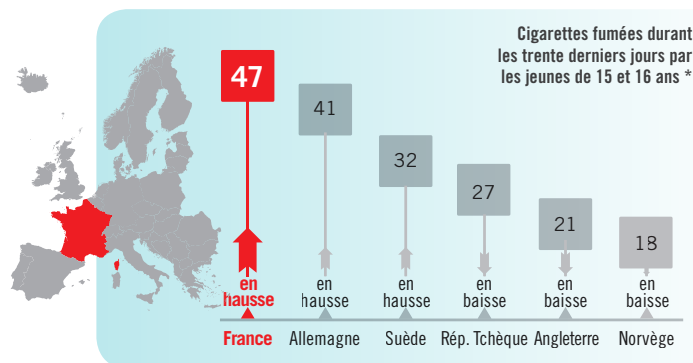 Cigarettes fumées durant
les trente derniers jours par
les jeunes de 15 et 16 ans *
47
41
32
27
21
18
en
hausse
en
hausse
en
hausse
en
baisse
en
baisse
en
baisse
France
Allemagne
Suède
Rép. Tchèque
Angleterre
Norvège